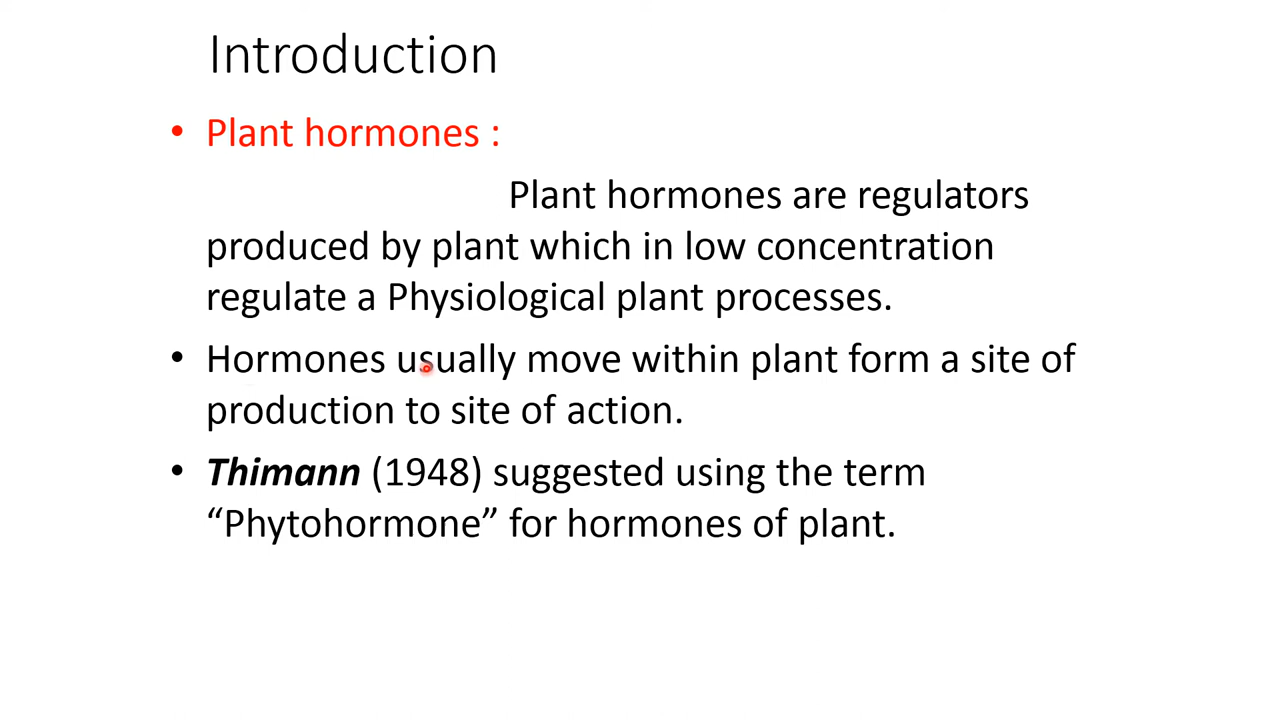 Introduction
• Plant hormones :
Plant hormones are regulators
produced by plant which in low concentration
regulate a Physiological plant processes.
• Hormones usually move within plant form a site of
production to site of action.
• Thimann (1948) suggested using the term
“Phytohormone” for hormones of plant.